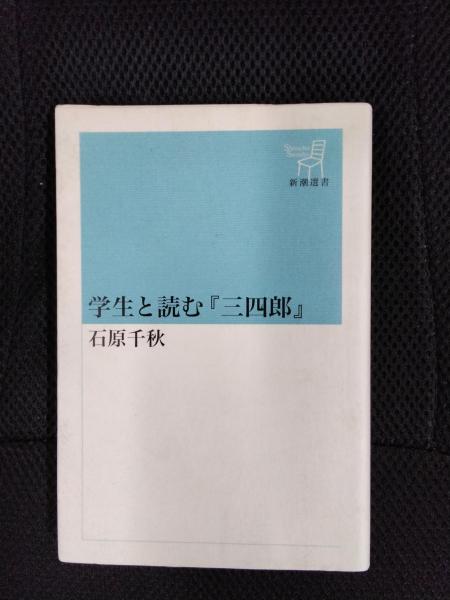 Shincho
Sensho
新潮選書
学生と読む『三四郎』
石原千秋